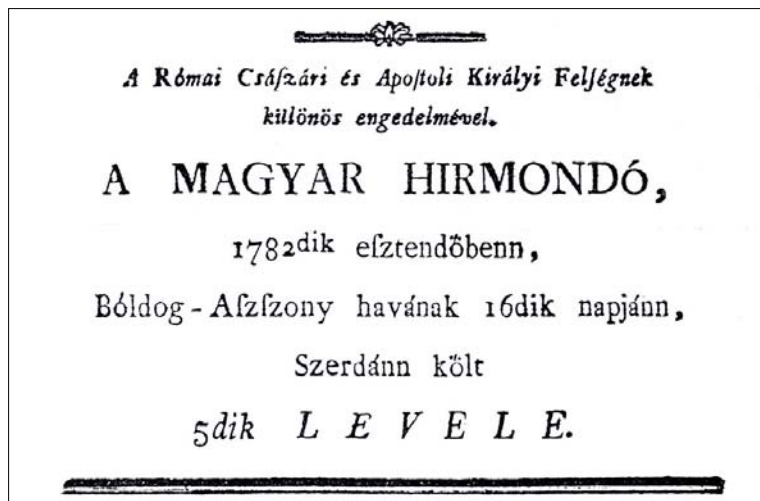 A Római Csáſzári és Apoſtoli Királyi Felſégnek
különös engedelmével.
A MAGYAR HIRMONDÓ,
1782dik eſztendőbenn,
Bóldog-Aſzſzony havának 16dik napjánn,
Szerdánn költ
5dik LEVELE.